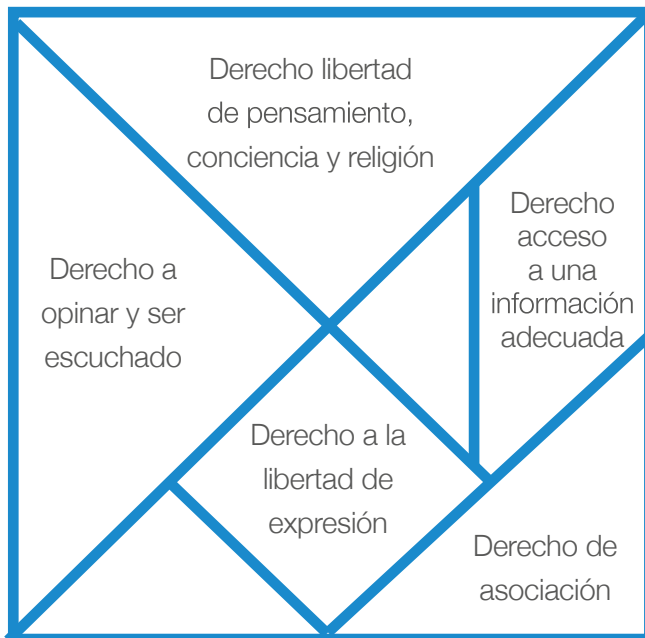 Derecho libertad
de pensamiento,
conciencia y religión
Derecho
acceso
a una
información
adecuada
Derecho a
opinar y ser
escuchado
Derecho a la
libertad de
expresión
Derecho de
asociación